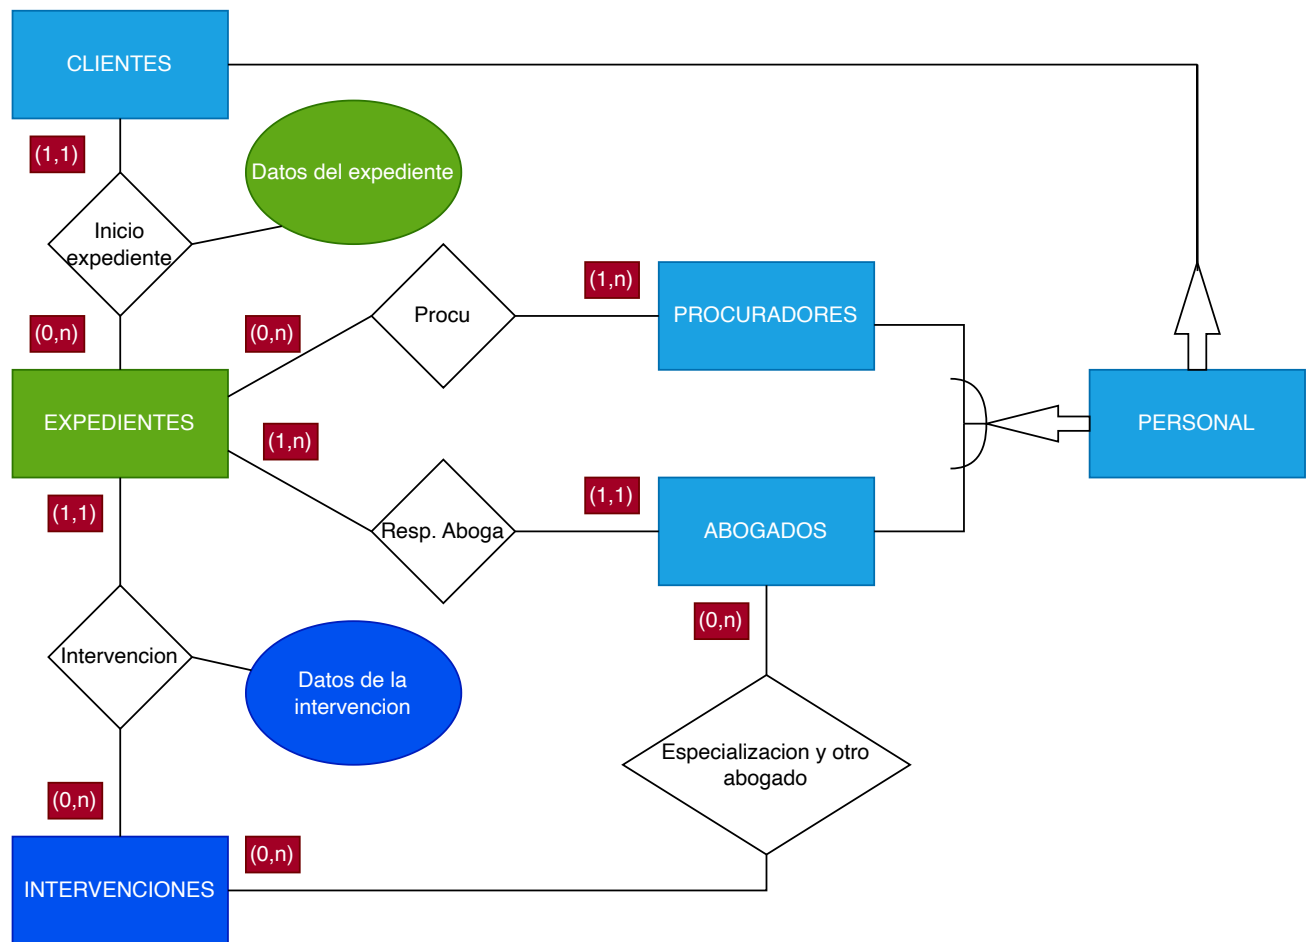 CLIENTES
(1,1)
Datos del expediente
Inicio
expediente
(0,n)
(0,n)
Procu
(1,n)
PROCURADORES
EXPEDIENTES
(1,n)
PERSONAL
(1,1)
Resp. Aboga
(1,1)
ABOGADOS
(0,n)
Intervencion
Datos de la
intervencion
Especializacion y otro
abogado
(0,n)
(0,n)
INTERVENCIONES